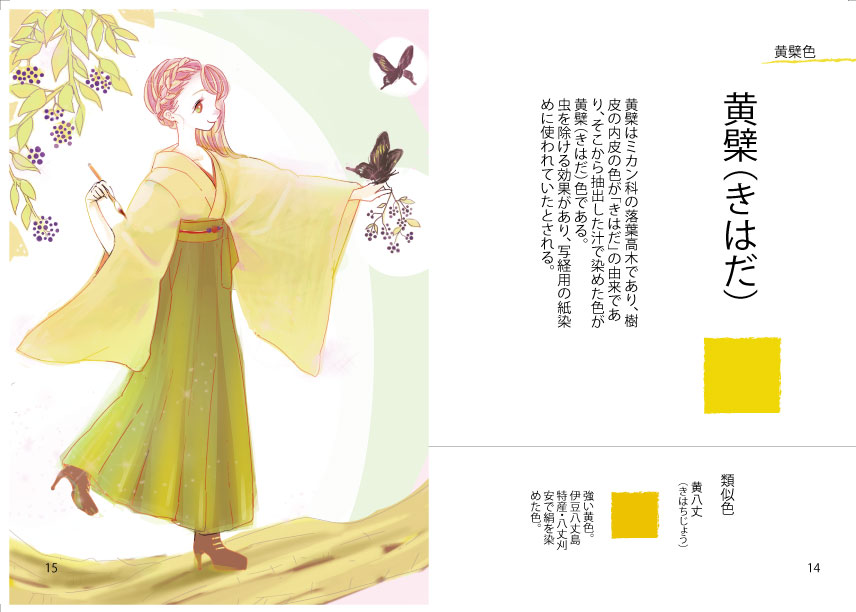 黄檗色
黄檗（きはだ）
黄檗はミカン科の落葉高木であり、樹
皮の内皮の色が「きはだ」の由来であ
り、そこから抽出した汁で染めた色が
黄檗（きはだ）色である。
虫を除ける効果があり、写経用の紙染
めに使われていたとされる。
類似色
黄八丈
（きはちじょう）
強い黄色。
伊豆八丈島
特産・八丈刈
安で絹を染
めた色。
14
15